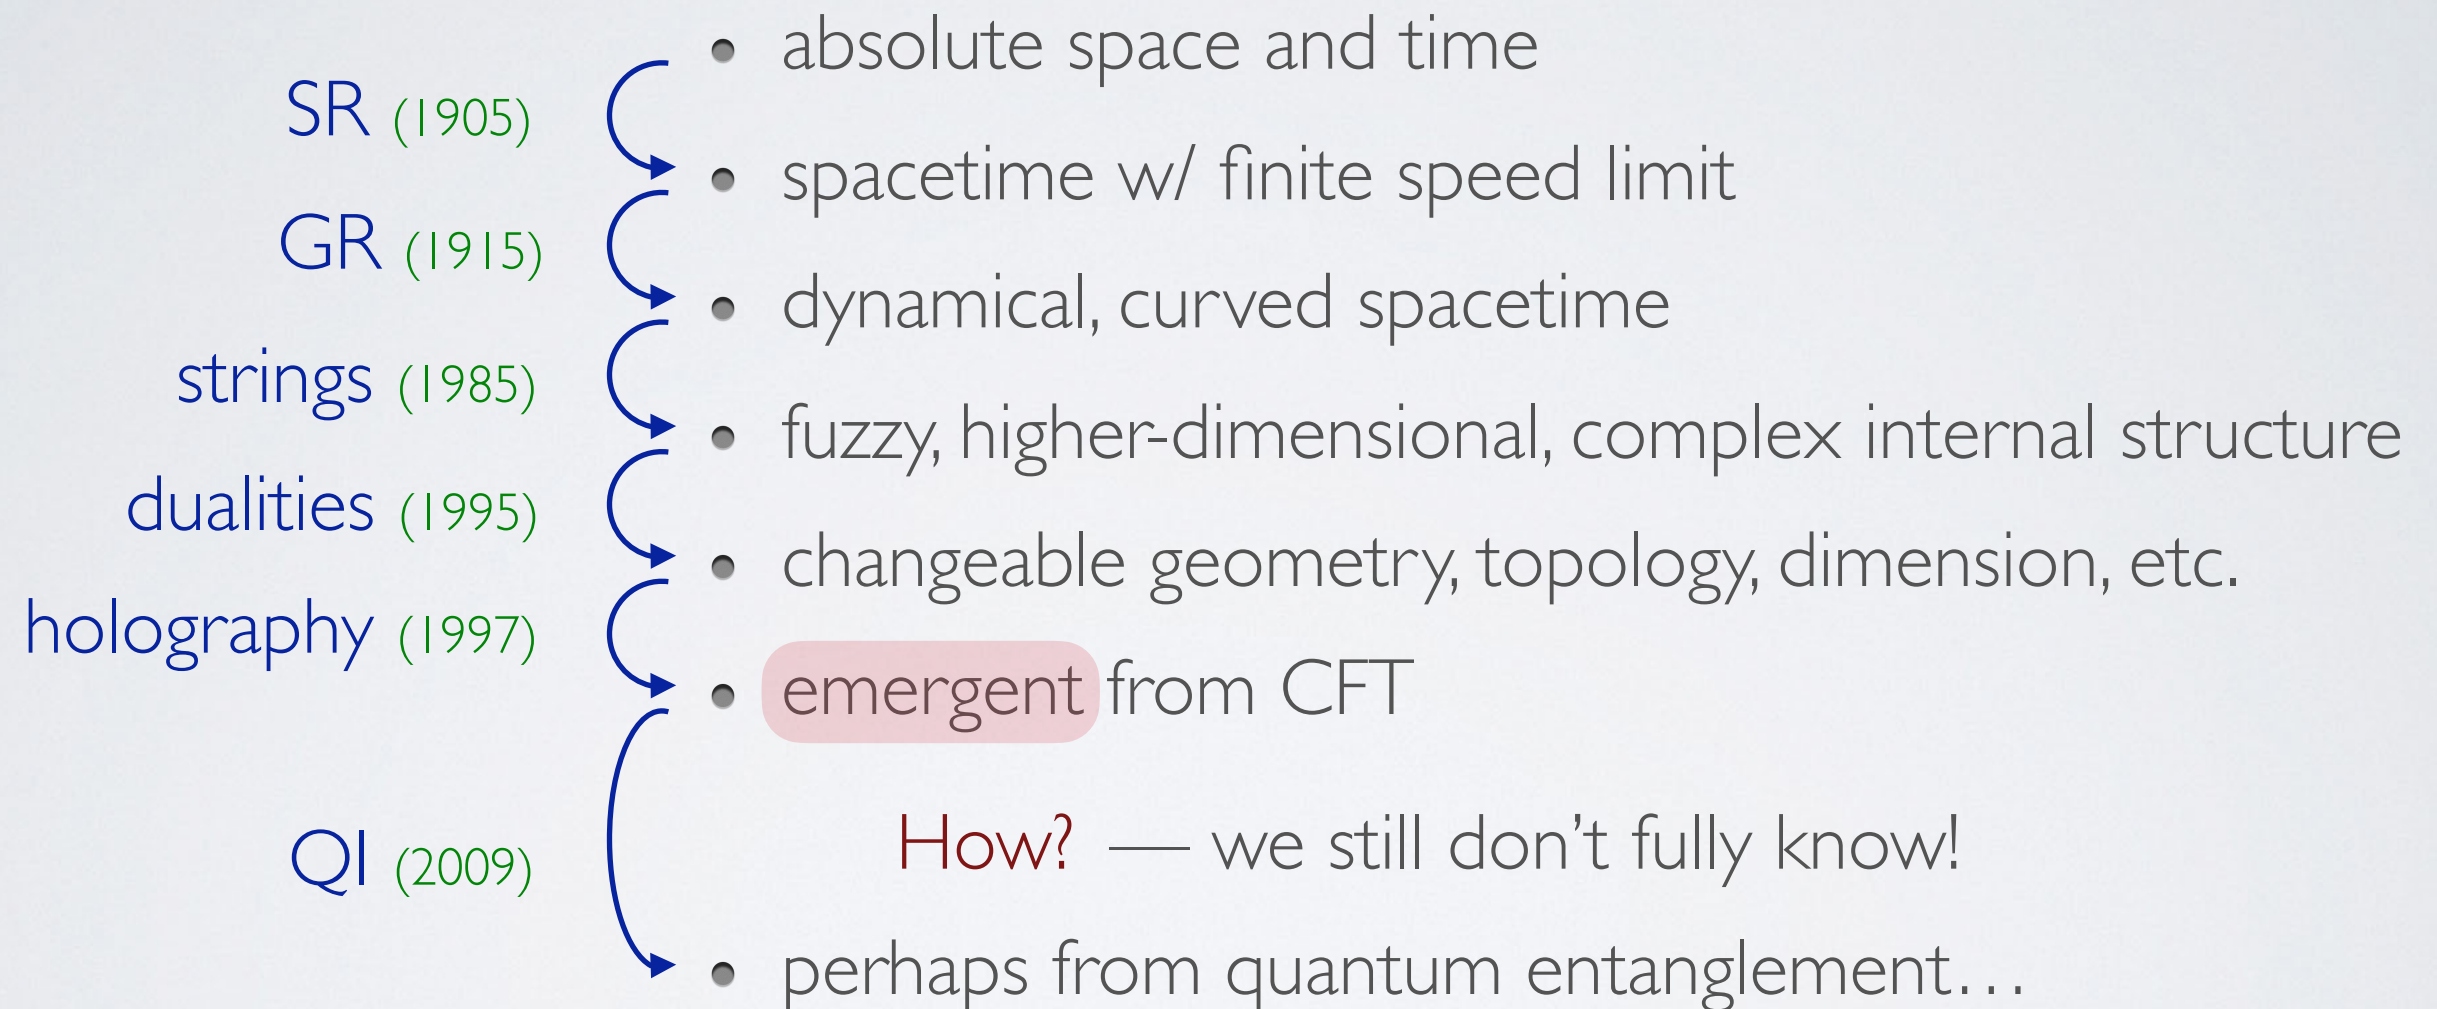 • absolute space and time
SR (1905)
• spacetime w/ finite speed limit
GR (1915)
• dynamical, curved spacetime
strings (1985)
• fuzzy, higher-dimensional, complex internal structure
dualities (1995)
• changeable geometry, topology, dimension, etc.
holography (1997)
• emergent from CFT
How? — we still don't fully know!
QI (2009)
• perhaps from quantum entanglement…